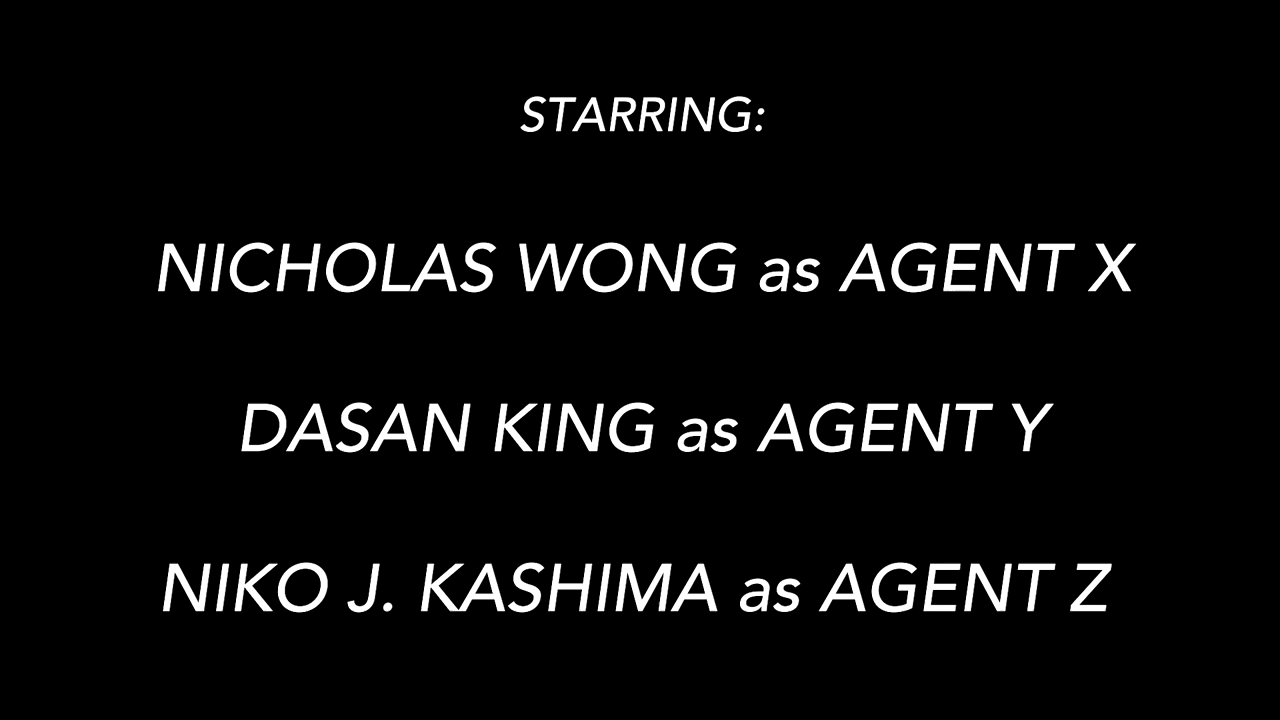 STARRING:
NICHOLAS WONG as AGENT X
DASAN KING as AGENT Y
NIKO J. KASHIMA as AGENT Z